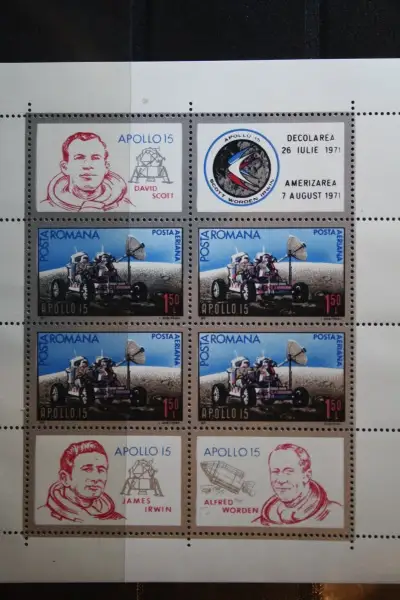 APOLLO 15
DAVID
SCOTT
APOLLO 15
SCOTT WORDEN IRWIN
DECOLAREA
26 IULIE 1971
AMERIZAREA
7 AUGUST 1971
POSTA ROMANA
POSTA AERIANA
APOLLO 15
1,50 L
POSTA ROMANA
POSTA AERIANA
APOLLO 15
1,50 L
POSTA ROMANA
POSTA AERIANA
APOLLO 15
1,50 L
POSTA ROMANA
POSTA AERIANA
APOLLO 15
1,50 L
APOLLO 15
JAMES
IRWIN
APOLLO 15
ALFRED
WORDEN